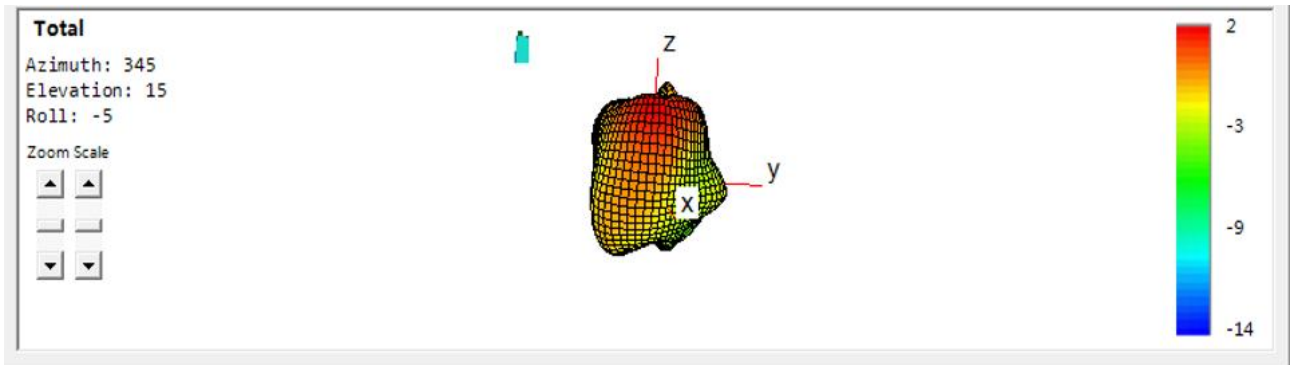 Total
Azimuth: 345
Elevation: 15
Roll: -5
Zoom Scale
z
y
x
2
-3
-9
-14